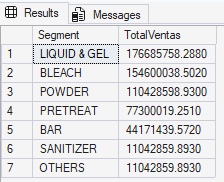 Results Messages
Segment TotalVentas
1 LIQUID & GEL 176685758.2880
2 BLEACH 154600038.5020
3 POWDER 110428598.9300
4 PRETREAT 77300019.2510
5 BAR 44171439.5720
6 SANITIZER 11042859.8930
7 OTHERS 11042859.8930